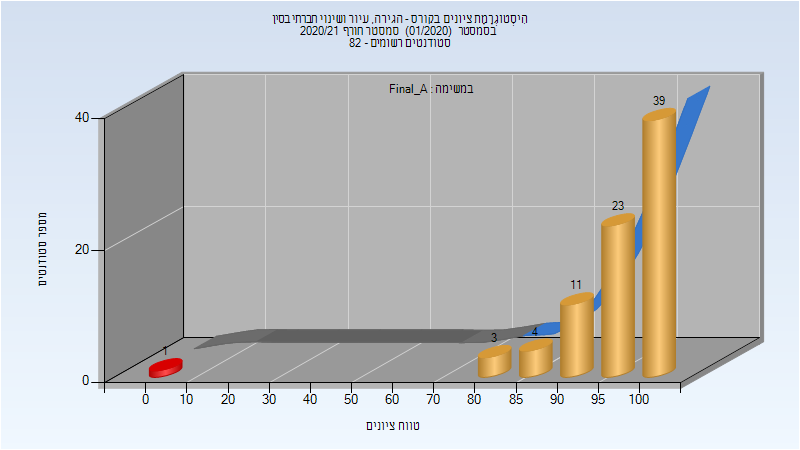 היסטוגרמת ציונים בקורס - הגירה, עיור ושינוי חברתי בסין
בסמסטר (01/2020) סמסטר חורף 2020/21
סטודנטים רשומים - 82
במשימה : Final_A
מספר סטודנטים
40
20
0
1
3
4
11
23
39
0 10 20 30 40 50 60 70 80 85 90 95 100
טווח ציונים